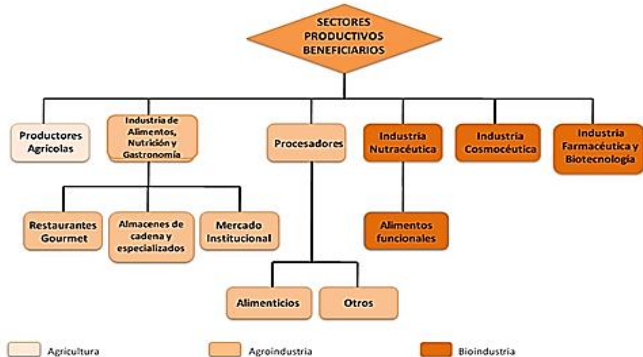 SECTORES
PRODUCTIVOS
BENEFICIARIOS
Productores
Agrícolas
Industria de
Alimentos,
Nutrición y
Gastronomía
Procesadores
Industria
Nutracéutica
Industria
Cosmocéutica
Industria
Farmacéutica y
Biotecnología
Restaurantes
Gourmet
Almacenes de
cadena y
especializados
Mercado
Institucional
Alimentos
funcionales
Alimenticios
Otros
Agricultura
Agroindustria
Bioindustria